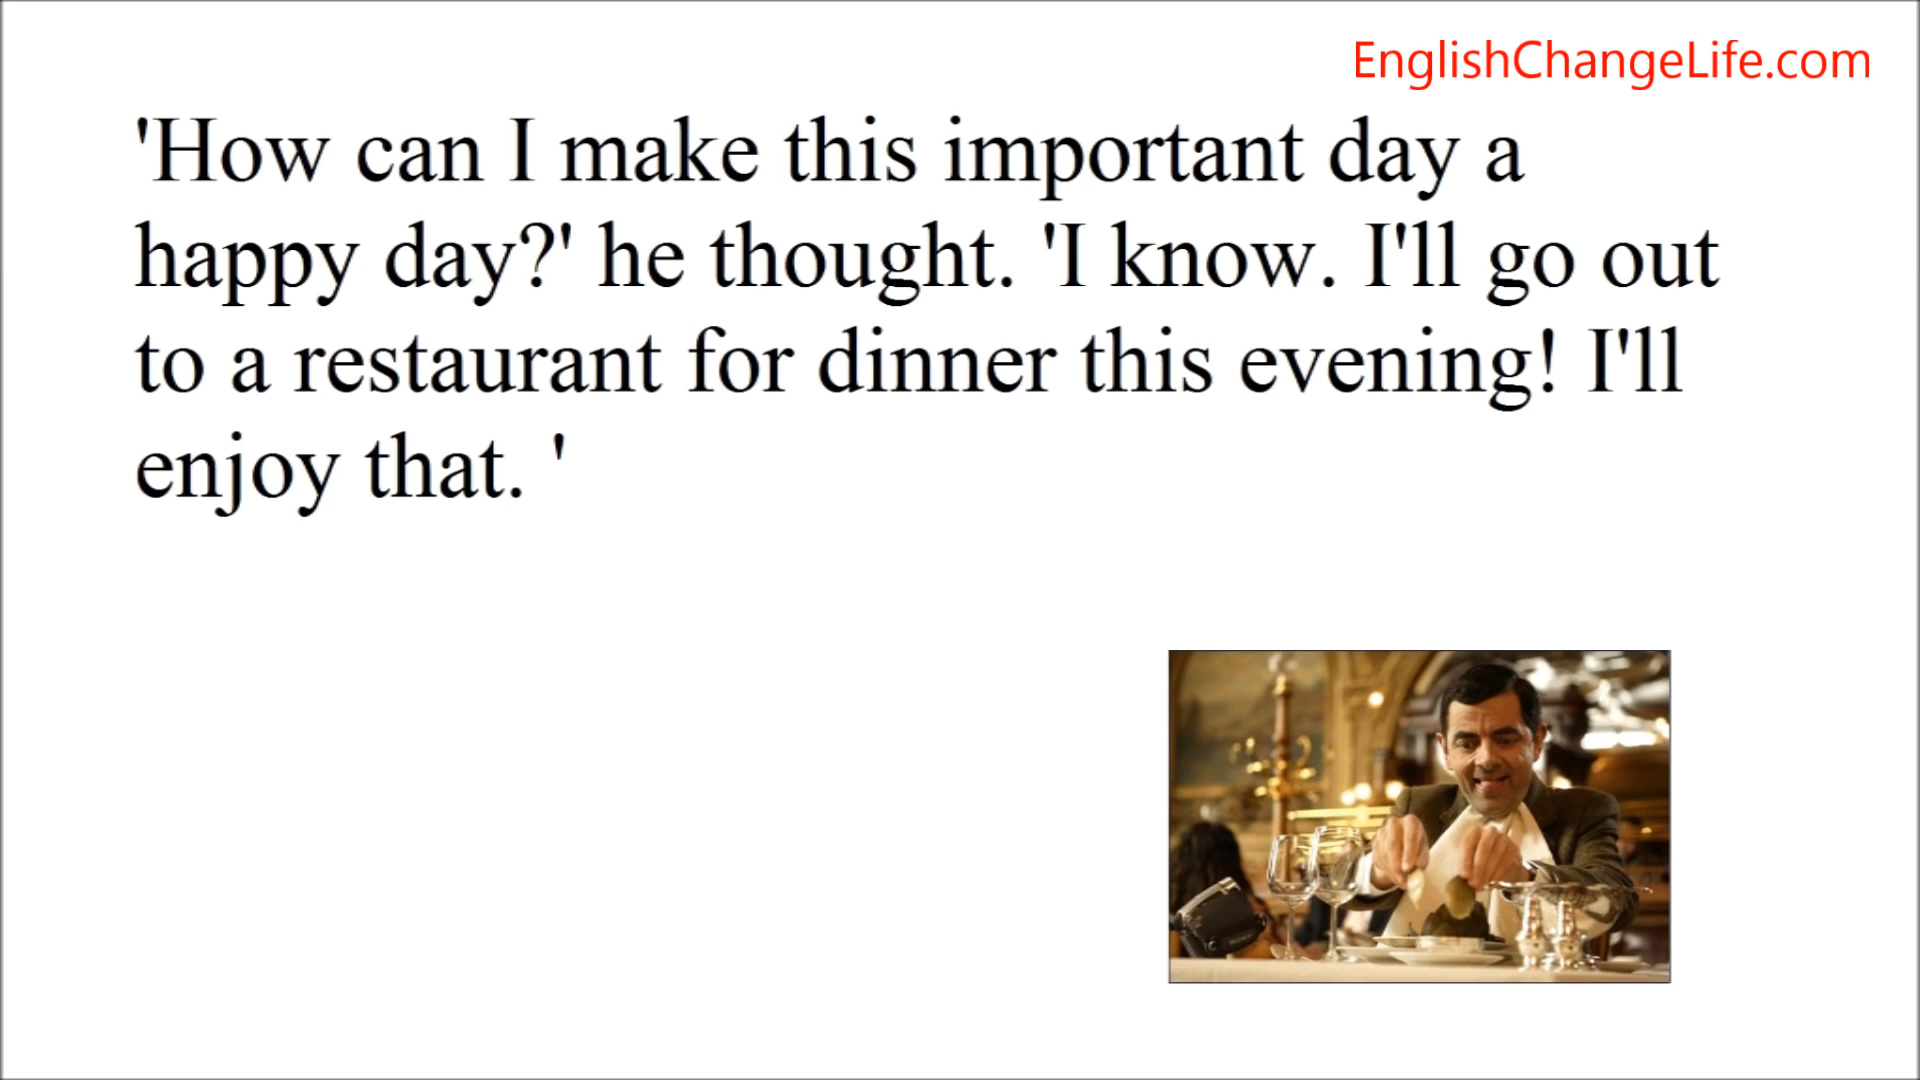 EnglishChangeLife.com
'How can I make this important day a
happy day?' he thought. 'I know. I'll go out
to a restaurant for dinner this evening! I'll
enjoy that. '